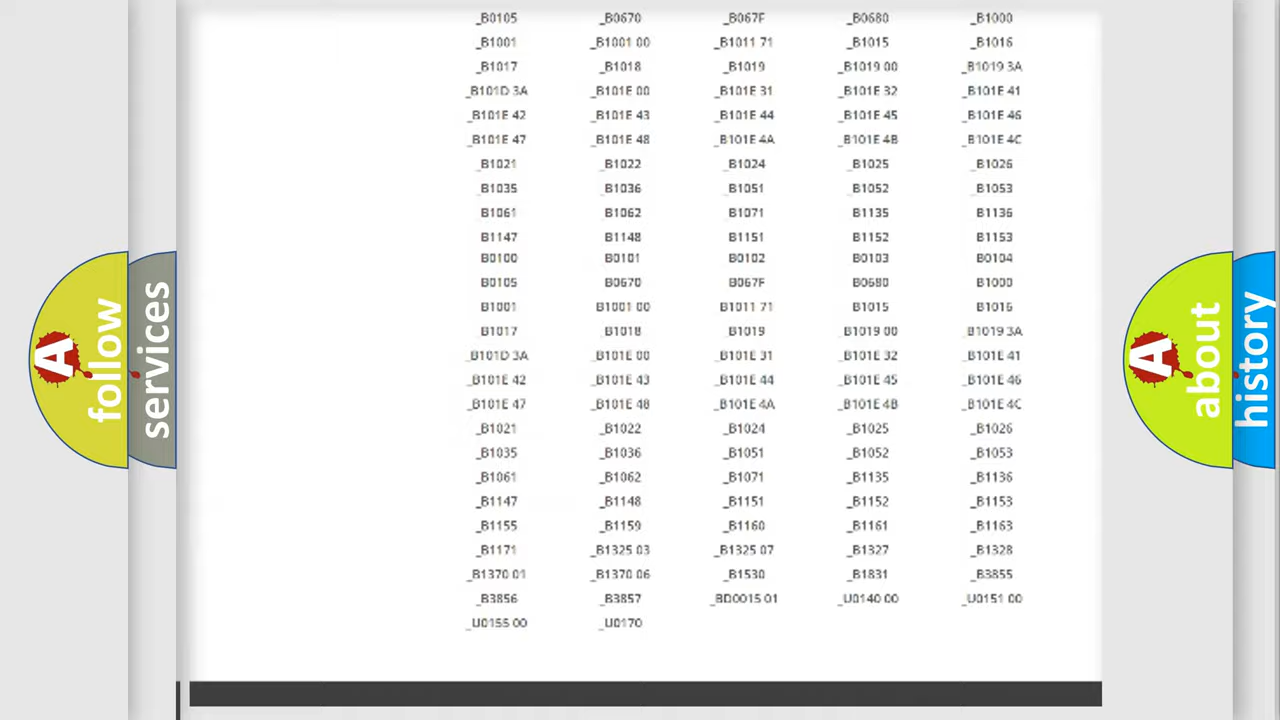 _B0105 _B0670 _B067F _B0680 _B1000
_B1001 _B1001 00 _B1011 71 _B1015 _B1016
_B1017 _B1018 _B1019 _B1019 00 _B1019 3A
_B101D 3A _B101E 00 _B101E 31 _B101E 32 _B101E 41
_B101E 42 _B101E 43 _B101E 44 _B101E 45 _B101E 46
_B101E 47 _B101E 48 _B101E 4A _B101E 4B _B101E 4C
_B1021 _B1022 _B1024 _B1025 _B1026
_B1035 _B1036 _B1051 _B1052 _B1053
B1061 B1062 B1071 B1135 B1136
B1147 B1148 B1151 B1152 B1153
B0100 B0101 B0102 B0103 B0104
B0105 B0670 B067F B0680 B1000
B1001 B1001 00 B1011 71 B1015 B1016
B1017 _B1018 _B1019 _B1019 00 _B1019 3A
_B101D 3A _B101E 00 _B101E 31 _B101E 32 _B101E 41
_B101E 42 _B101E 43 _B101E 44 _B101E 45 _B101E 46
_B101E 47 _B101E 48 _B101E 4A _B101E 4B _B101E 4C
_B1021 _B1022 _B1024 _B1025 _B1026
_B1035 _B1036 _B1051 _B1052 _B1053
_B1061 _B1062 _B1071 _B1135 _B1136
_B1147 _B1148 _B1151 _B1152 _B1153
_B1155 _B1159 _B1160 _B1161 _B1163
_B1171 _B1325 03 _B1325 07 _B1327 _B1328
_B1370 01 _B1370 06 _B1530 _B1831 _B3855
_B3856 _B3857 _BD0015 01 _U0140 00 _U0151 00
_U0155 00 _U0170
A follow
services
A about
history